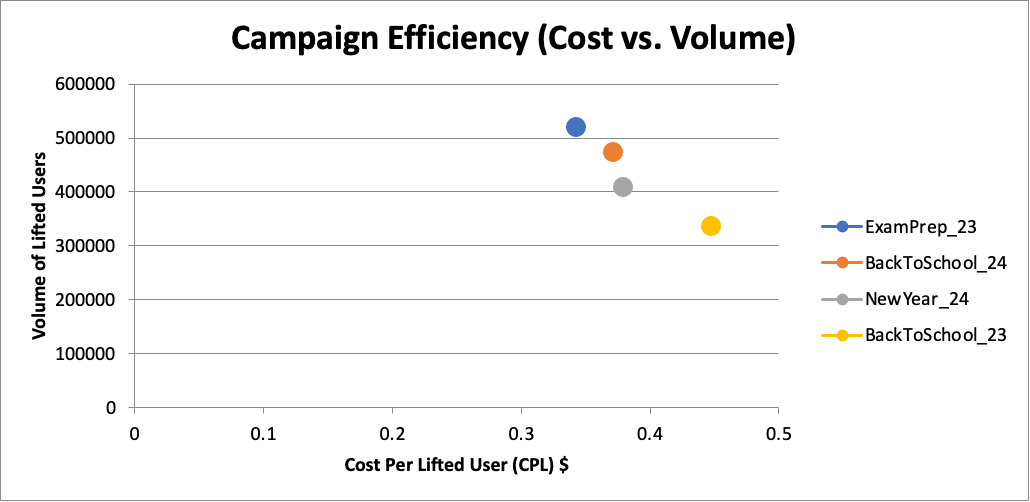 Campaign Efficiency (Cost vs. Volume)
600000
500000
400000
300000
200000
100000
0
Volume of Lifted Users
0 0.1 0.2 0.3 0.4 0.5
Cost Per Lifted User (CPL) $
ExamPrep_23
BackToSchool_24
NewYear_24
BackToSchool_23